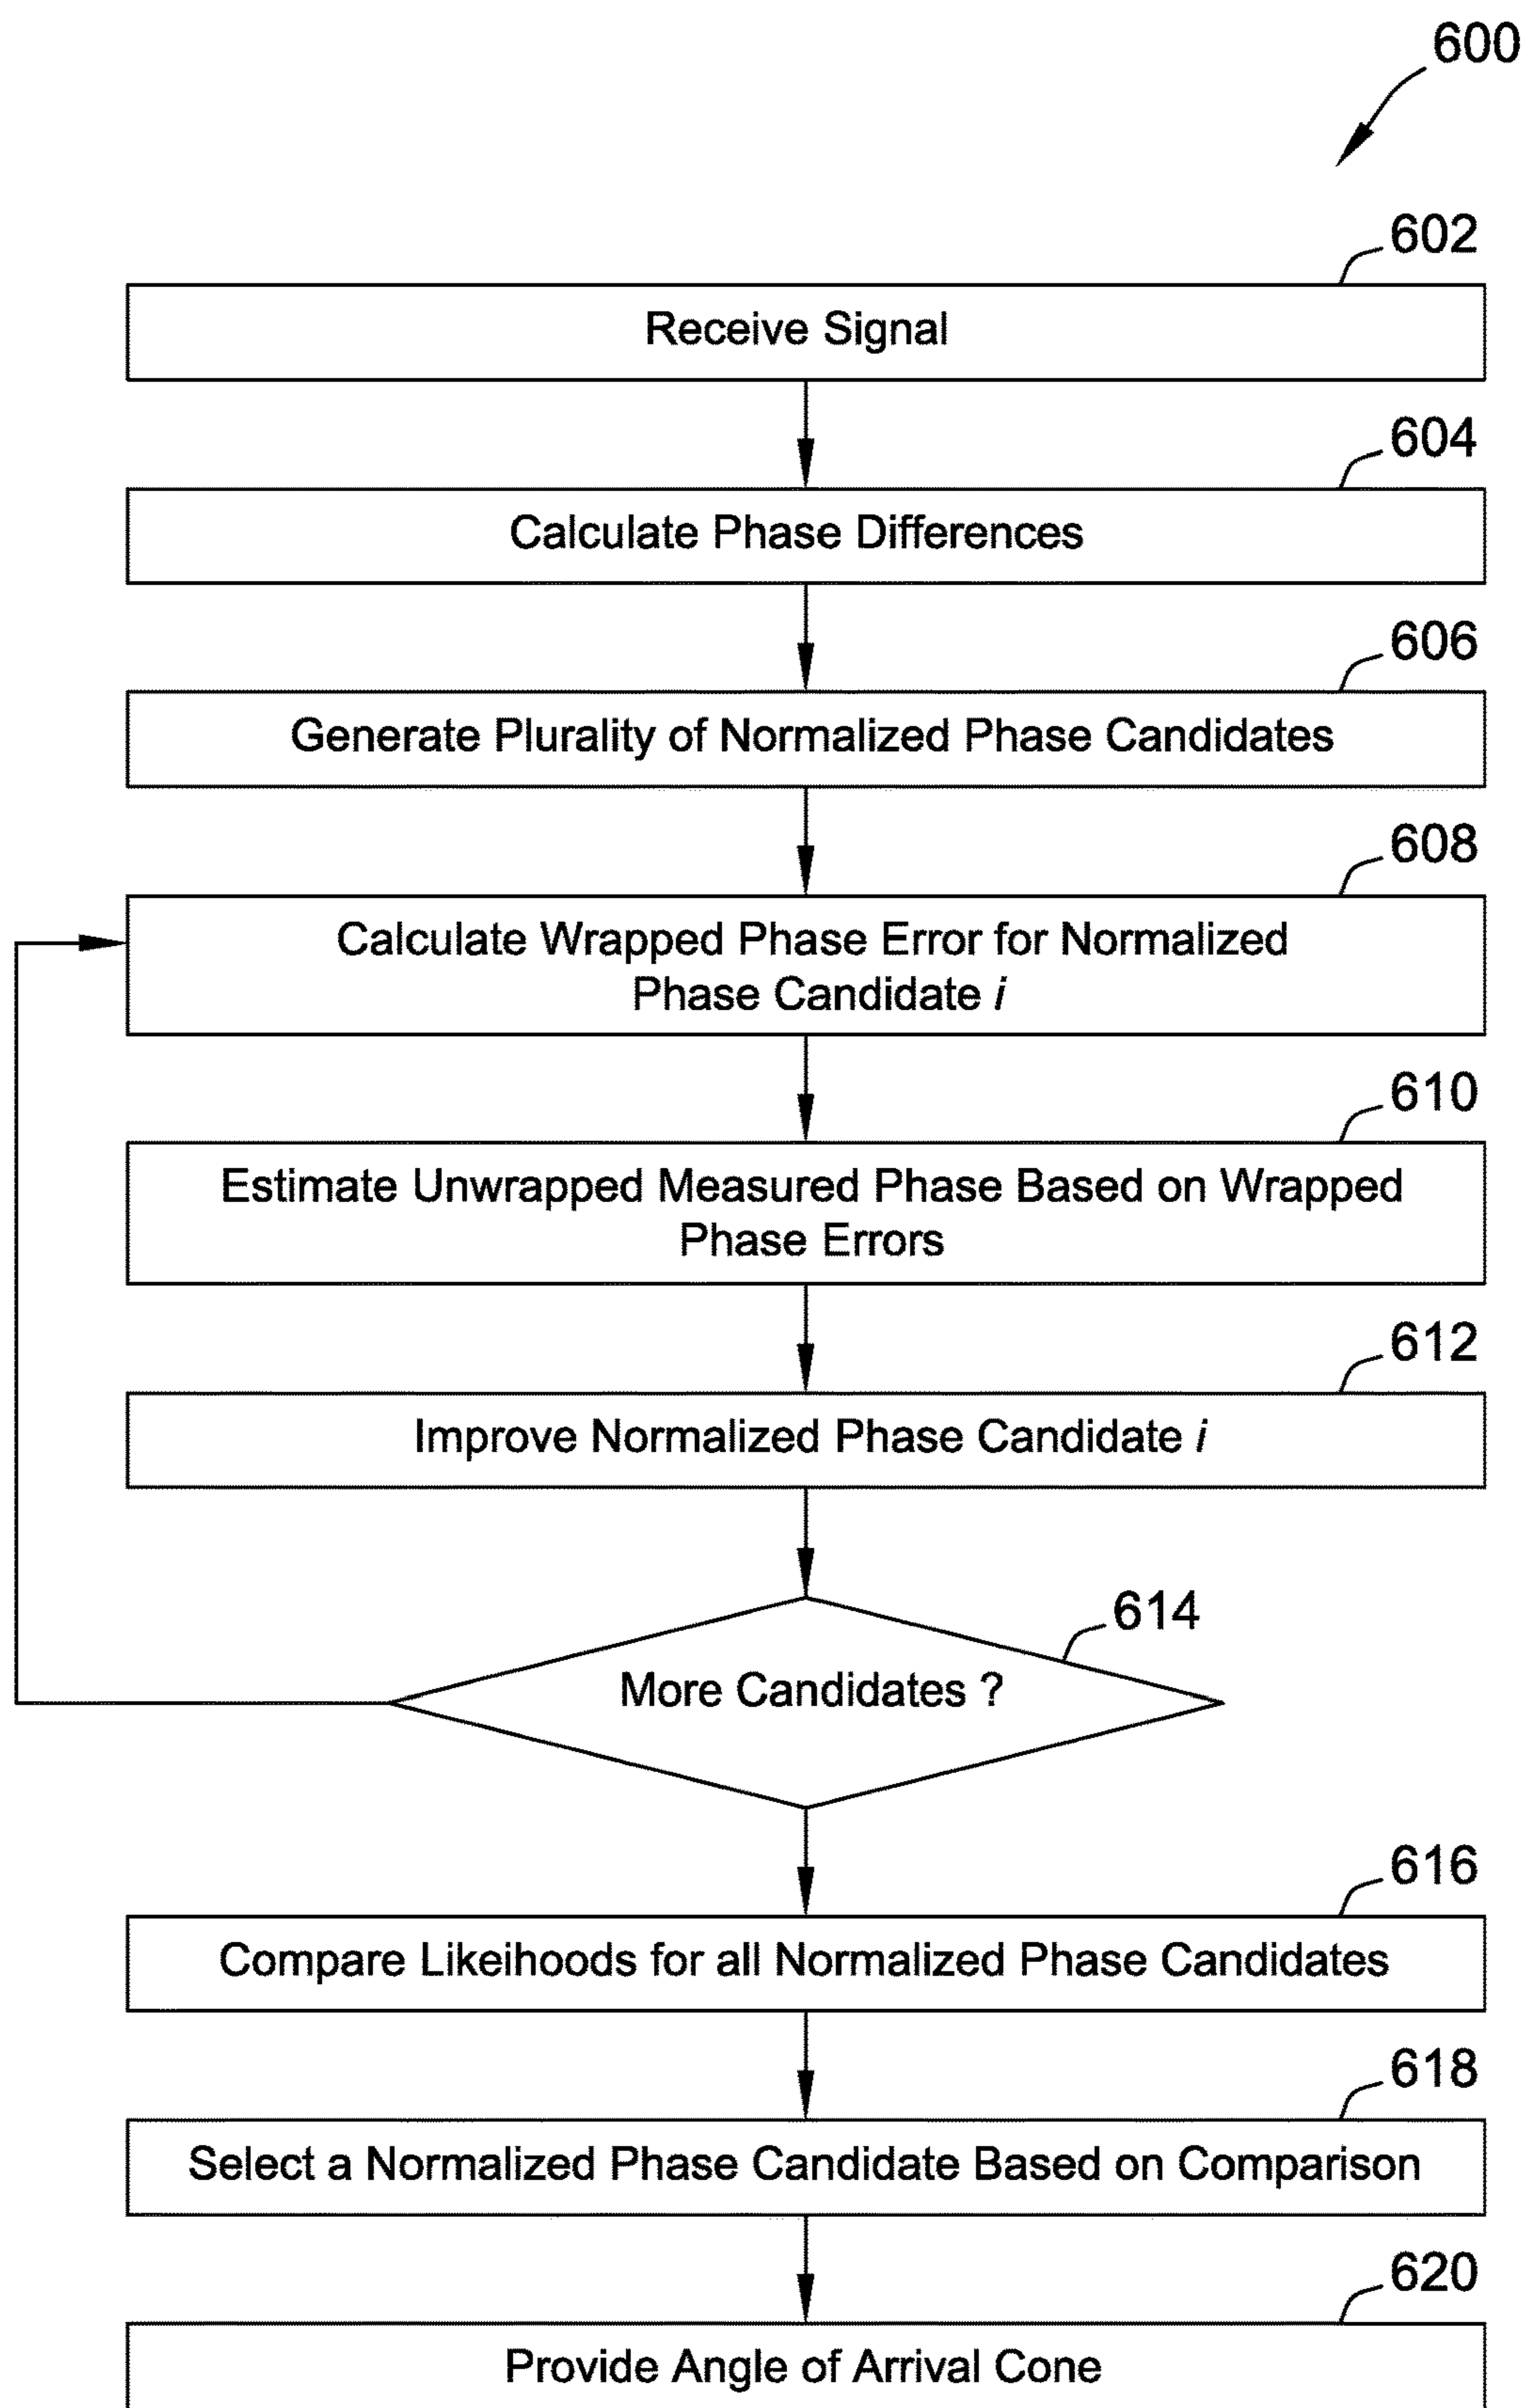 600
602
Receive Signal
604
Calculate Phase Differences
606
Generate Plurality of Normalized Phase Candidates
608
Calculate Wrapped Phase Error for Normalized
Phase Candidate i
610
Estimate Unwrapped Measured Phase Based on Wrapped
Phase Errors
612
Improve Normalized Phase Candidate i
614
More Candidates ?
616
Compare Likeihoods for all Normalized Phase Candidates
618
Select a Normalized Phase Candidate Based on Comparison
620
Provide Angle of Arrival Cone